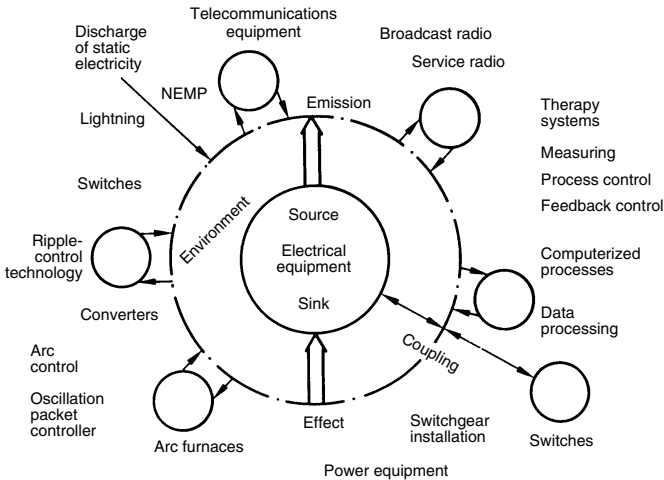 Telecommunications
equipment
Discharge
of static
electricity
Broadcast radio
Service radio
NEMP
Emission
Lightning
Therapy
systems
Measuring
Switches
Process control
Feedback control
Environment
Source
Ripple-
control
technology
Electrical
equipment
Computerized
processes
Sink
Converters
Data
processing
Coupling
Arc
control
Oscillation
packet
controller
Effect
Switchgear
installation
Arc furnaces
Switches
Power equipment